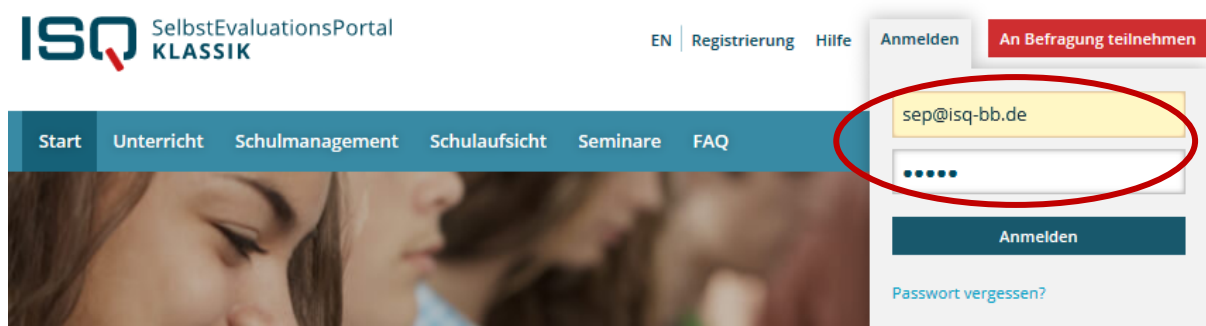 ISQ SelbstEvaluationsPortal
KLASSIK
EN Registrierung Hilfe Anmelden An Befragung teilnehmen
sep@isq-bb.de
Start Unterricht Schulmanagement Schulaufsicht Seminare FAQ
•••••
Anmelden
Passwort vergessen?